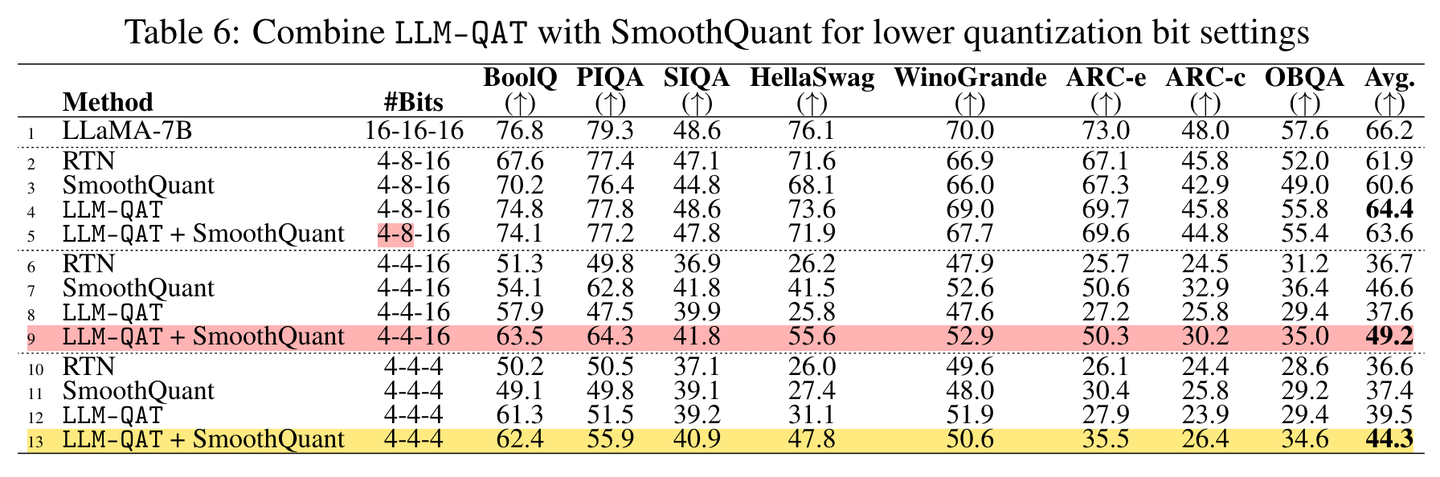 Table 6: Combine LLM-QAT with SmoothQuant for lower quantization bit settings
BoolQ PIQA SIQA HellaSwag WinoGrande ARC-e ARC-c OBQA Avg.
Method #Bits (↑) (↑) (↑) (↑) (↑) (↑) (↑) (↑) (↑)
1 LLaMA-7B 16-16-16 76.8 79.3 48.6 76.1 70.0 73.0 48.0 57.6 66.2
2 RTN 4-8-16 67.6 77.4 47.1 71.6 66.9 67.1 45.8 52.0 61.9
3 SmoothQuant 4-8-16 70.2 76.4 44.8 68.1 66.0 67.3 42.9 49.0 60.6
4 LLM-QAT 4-8-16 74.8 77.8 48.6 73.6 69.0 69.7 45.8 55.8 64.4
5 LLM-QAT + SmoothQuant 4-8-16 74.1 77.2 47.8 71.9 67.7 69.6 44.8 55.4 63.6
6 RTN 4-4-16 51.3 49.8 36.9 26.2 47.9 25.7 24.5 31.2 36.7
7 SmoothQuant 4-4-16 54.1 62.8 41.8 41.5 52.6 50.6 32.9 36.4 46.6
8 LLM-QAT 4-4-16 57.9 47.5 39.9 25.8 47.6 27.2 25.8 29.4 37.6
9 LLM-QAT + SmoothQuant 4-4-16 63.5 64.3 41.8 55.6 52.9 50.3 30.2 35.0 49.2
10 RTN 4-4-4 50.2 50.5 37.1 26.0 49.6 26.1 24.4 28.6 36.6
11 SmoothQuant 4-4-4 49.1 49.8 39.1 27.4 48.0 30.4 25.8 29.2 37.4
12 LLM-QAT 4-4-4 61.3 51.5 39.2 31.1 51.9 27.9 23.9 29.4 39.5
13 LLM-QAT + SmoothQuant 4-4-4 62.4 55.9 40.9 47.8 50.6 35.5 26.4 34.6 44.3